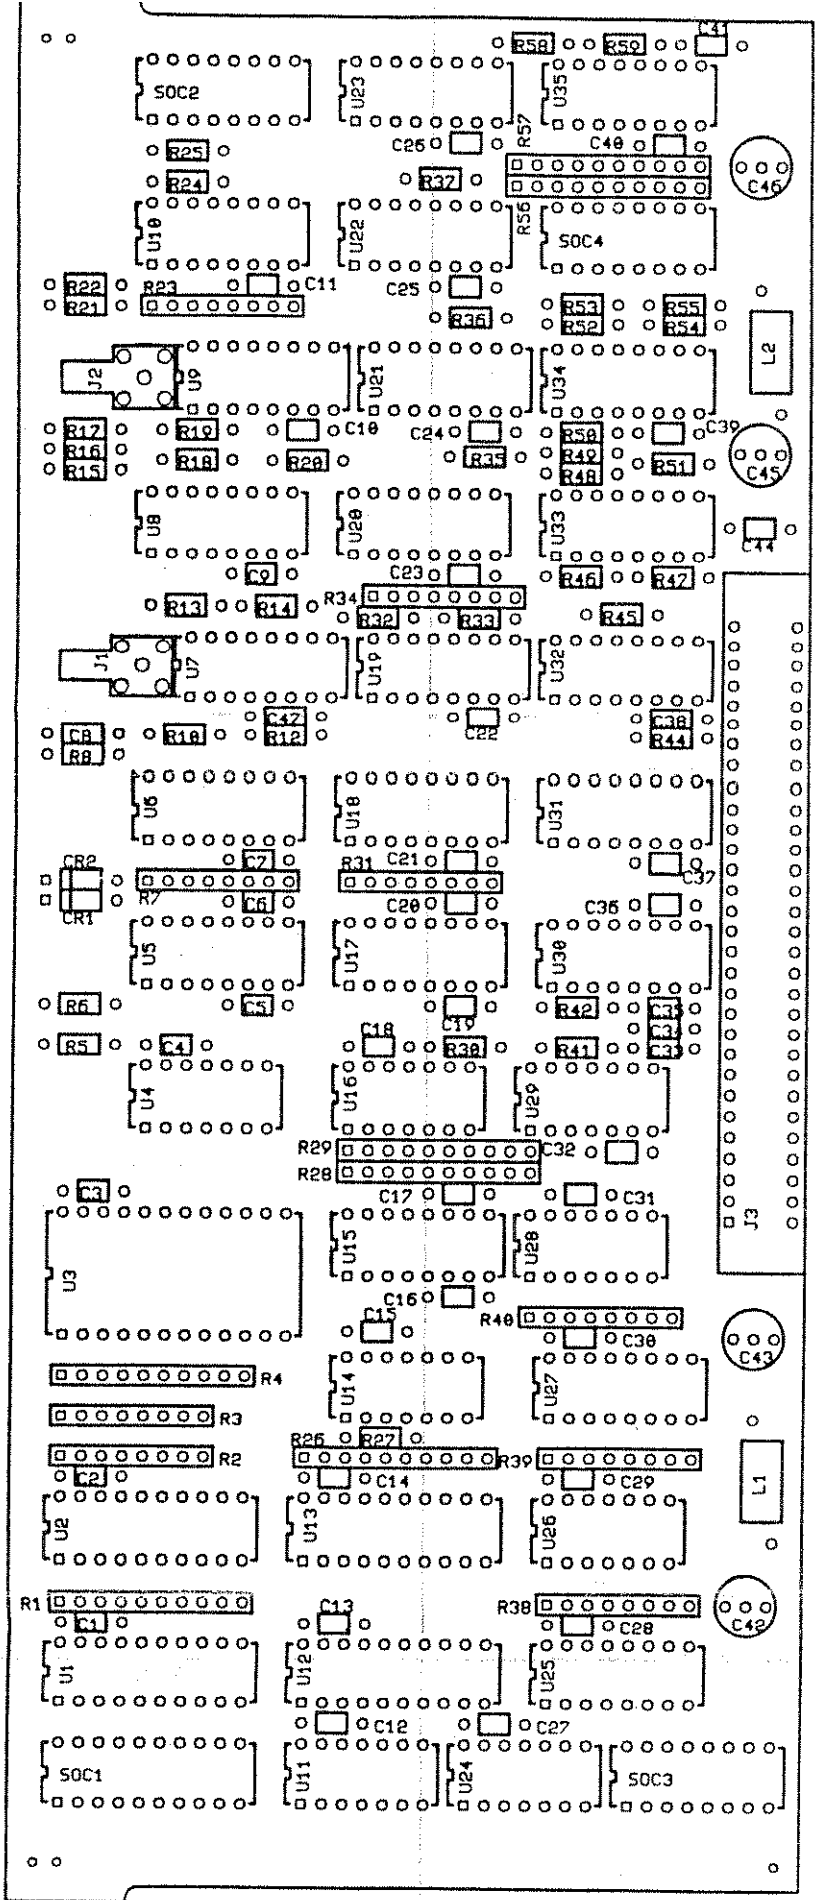 C41
R58 R59
SOC2 U23 U35
R57
C26 C40
R25
R24 R37 C46
R56
U10 U22 SOC4
R22 R23 C11 C25
R21 R36 R53 R55
R52 R54
L2
J2 U9 U21 U34
R17 R19 C10 C24 R50 C39
R16 R18 R20 R35 R49 R51 C45
R15 R48
U8 U20 U33 C44
C9 C23 R46 R47
R13 R14 R34
R32 R33 R45
J1 U7 U19 U32
C47 C22 C38
C8 R10 R12 R44
R8
U6 U18 U31
CR2 C7 R31 C21 C37
R7 C6 C20 C36
CR1
U5 U17 U30
R6 C5 C19 R42 C35
C34
R5 C4 C18 R30 R41 C33
U4 U16 U29
R29 C32
R28
C3 C17 C31
J3
U3 U15 U28
C16
C15 R40
C30 C43
R4 U14 U27
R3
R26 R27
R2 R39
C2 C14 C29 L1
U2 U13 U26
R1 C13 R38
C1 C28 C42
U1 U12 U25
C12 C27
SOC1 U11 U24 SOC3